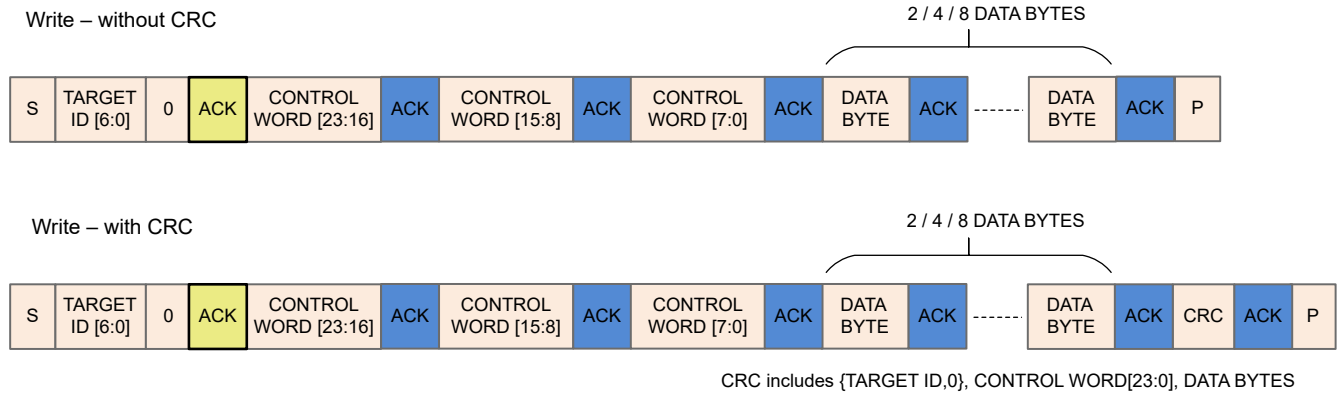 Write – without CRC
2 / 4 / 8 DATA BYTES
S TARGET ID [6:0] 0 ACK CONTROL WORD [23:16] ACK CONTROL WORD [15:8] ACK CONTROL WORD [7:0] ACK DATA BYTE ACK DATA BYTE ACK P
Write – with CRC
2 / 4 / 8 DATA BYTES
S TARGET ID [6:0] 0 ACK CONTROL WORD [23:16] ACK CONTROL WORD [15:8] ACK CONTROL WORD [7:0] ACK DATA BYTE ACK DATA BYTE ACK CRC ACK P
CRC includes {TARGET ID,0}, CONTROL WORD[23:0], DATA BYTES